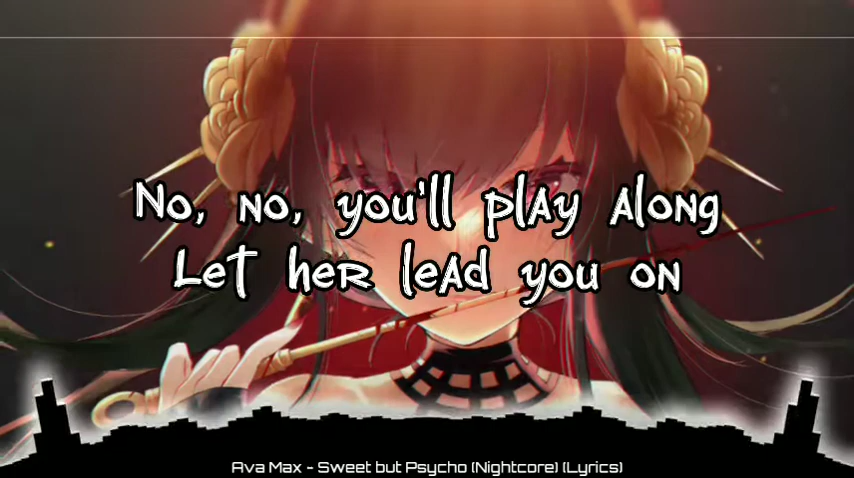 No, no, you'll play along
Let her lead you on
Ava Max - Sweet but Psycho (Nightcore) (Lyrics)